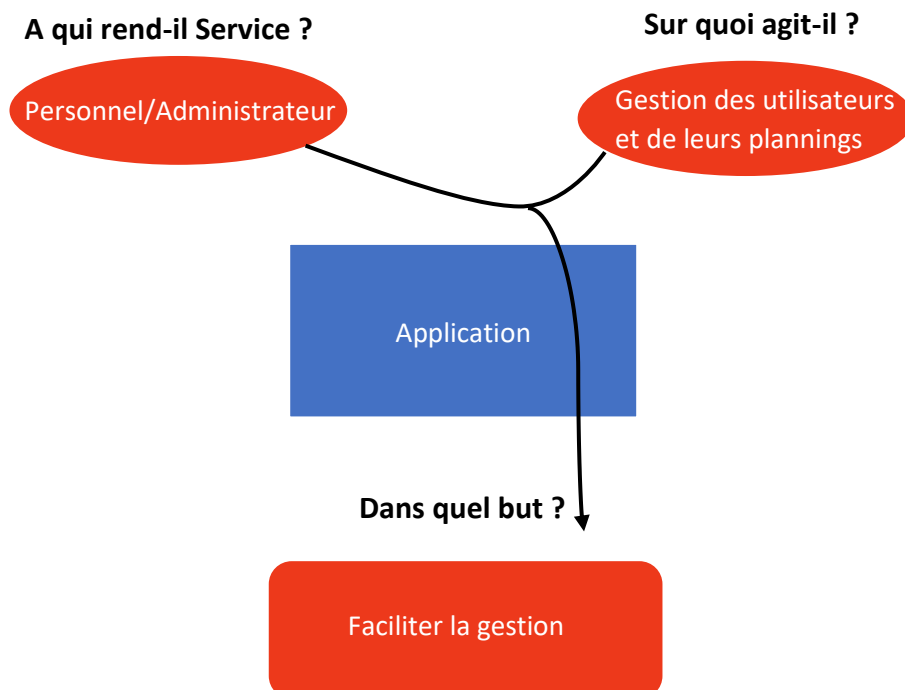 A qui rend-il Service ?
Sur quoi agit-il ?
Personnel/Administrateur
Gestion des utilisateurs
et de leurs plannings
Application
Dans quel but ?
Faciliter la gestion